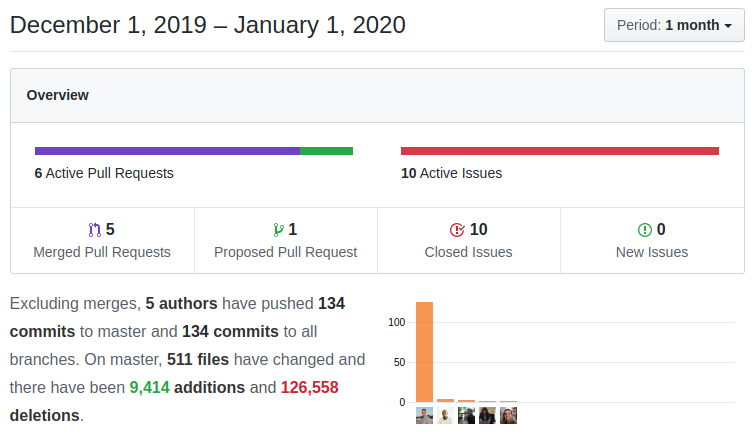 December 1, 2019 – January 1, 2020
Period: 1 month
Overview
6 Active Pull Requests
10 Active Issues
5
Merged Pull Requests
1
Proposed Pull Request
10
Closed Issues
0
New Issues
Excluding merges, 5 authors have pushed 134
commits to master and 134 commits to all
branches. On master, 511 files have changed and
there have been 9,414 additions and 126,558
deletions.
100
50
0